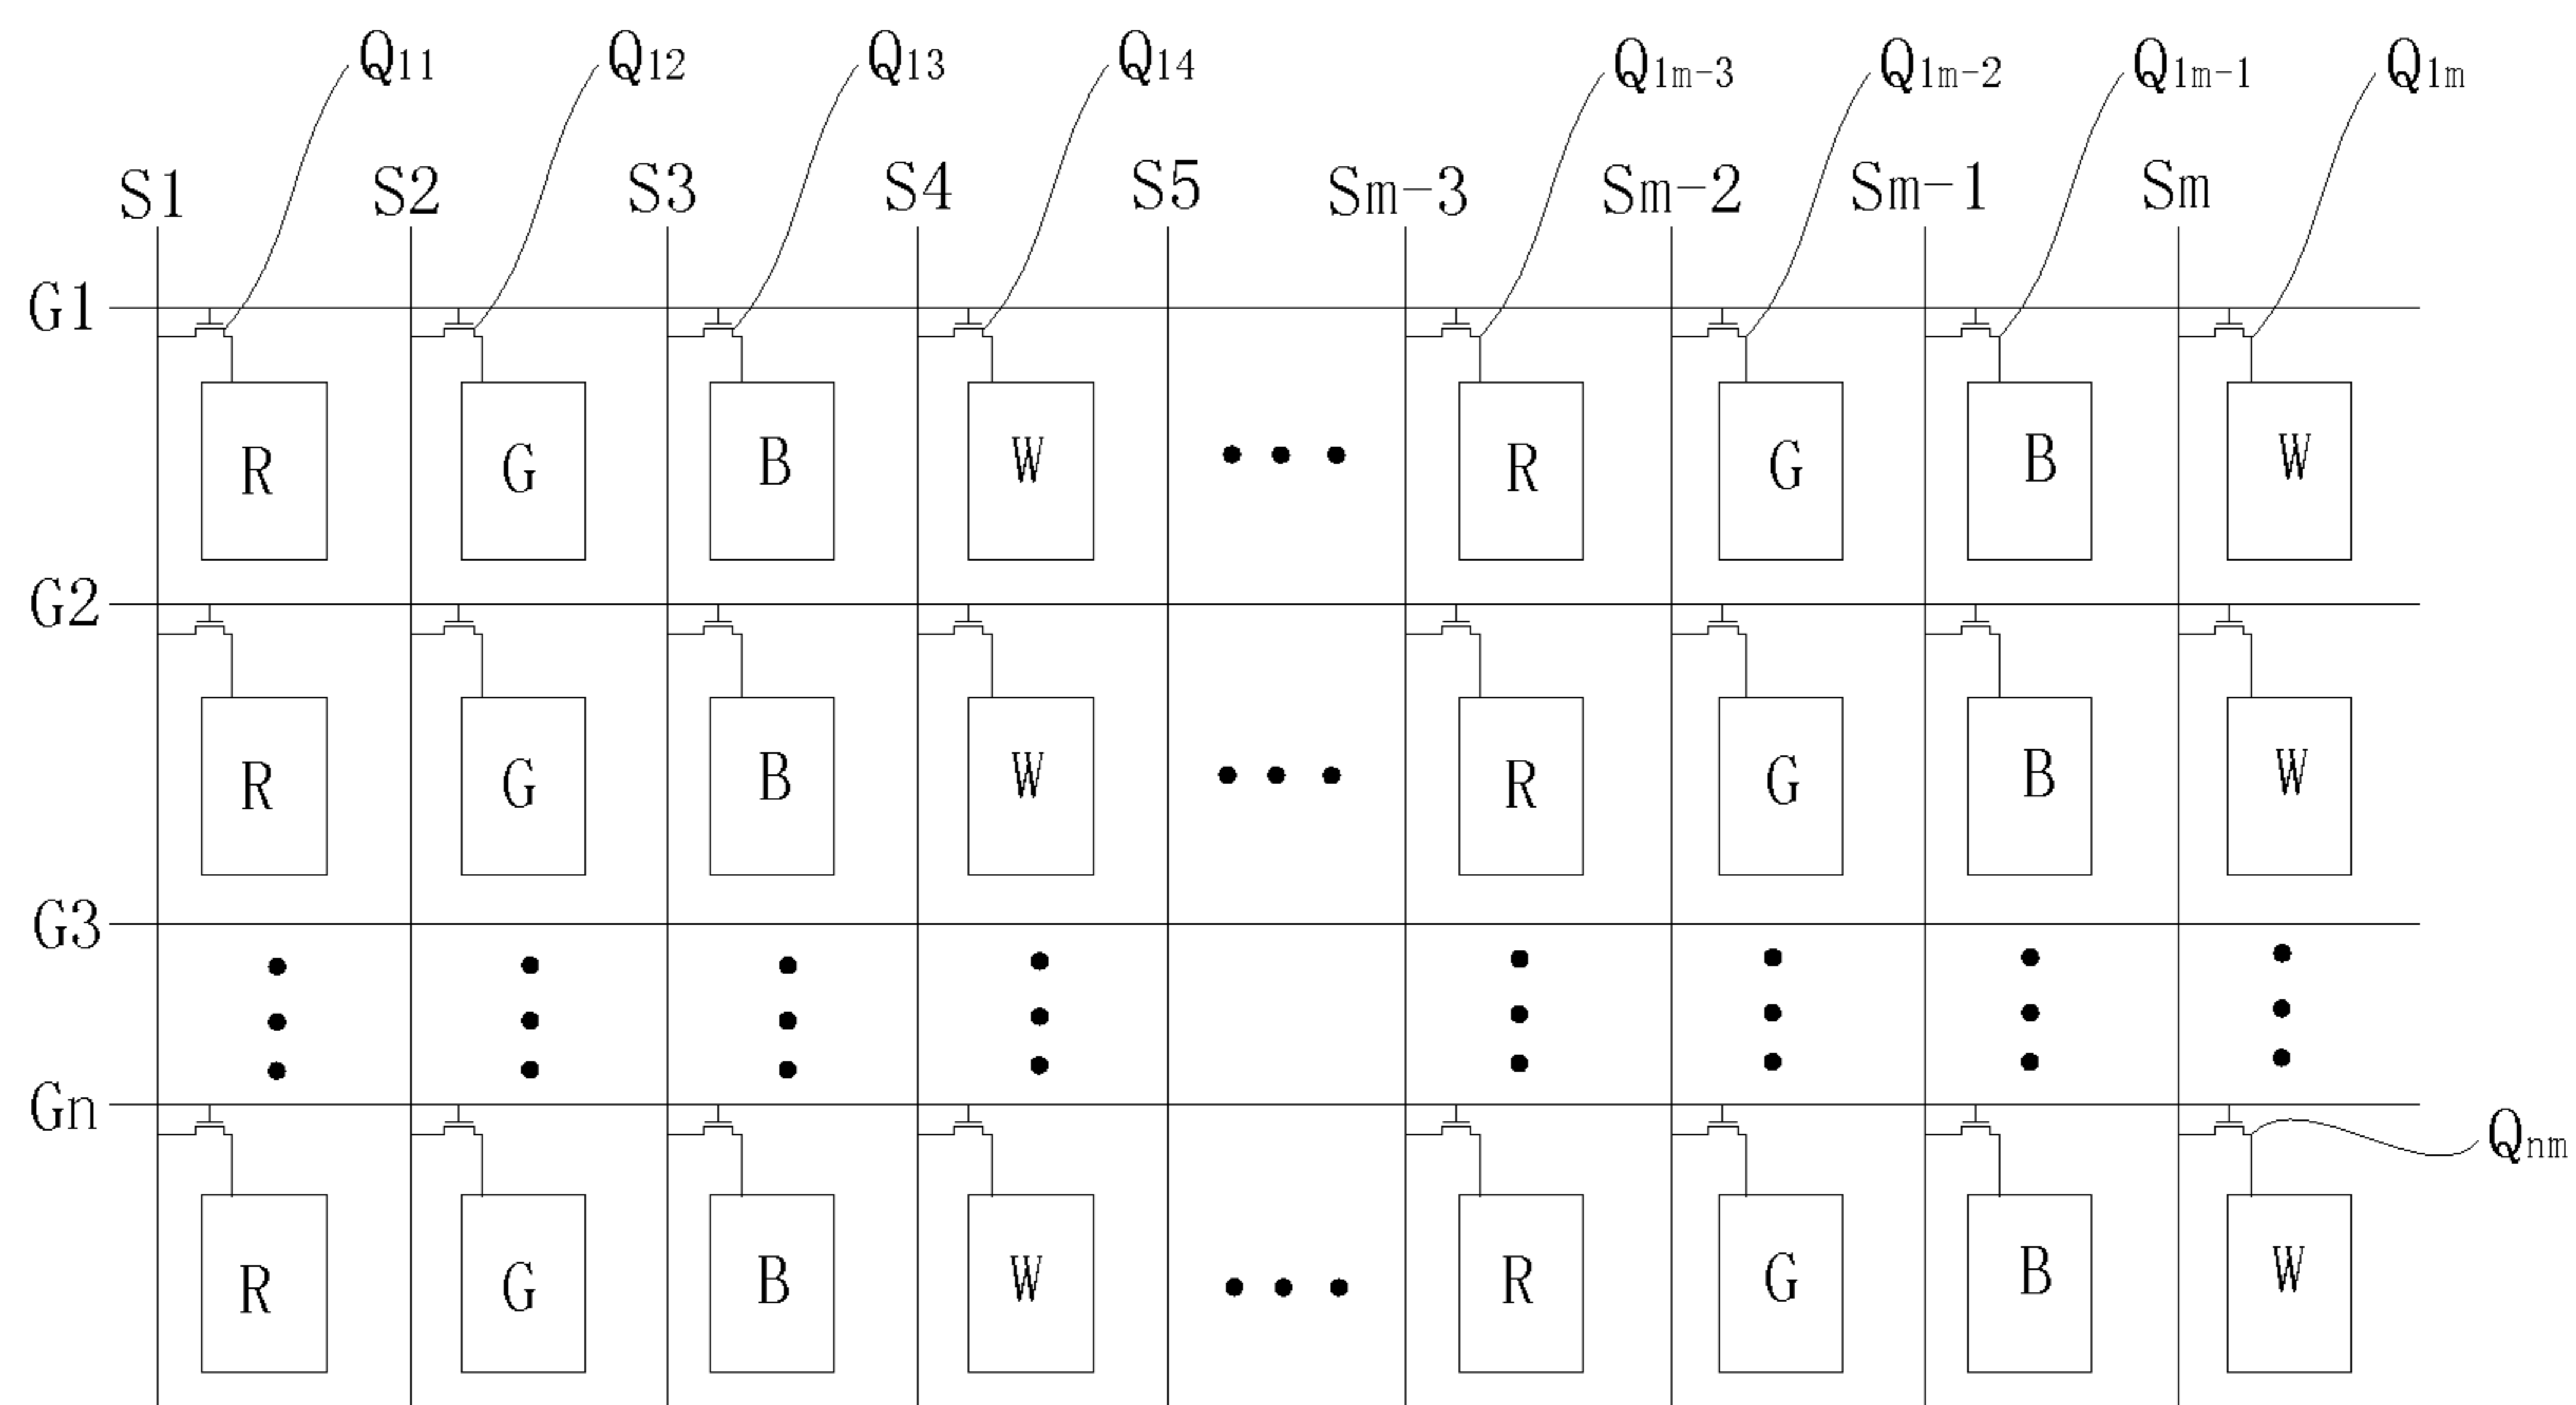 Q11 Q12 Q13 Q14 Q1m-3 Q1m-2 Q1m-1 Q1m
S1 S2 S3 S4 S5 Sm-3 Sm-2 Sm-1 Sm
G1
R G B W R G B W
G2
R G B W R G B W
G3
Gn
Qnm
R G B W R G B W